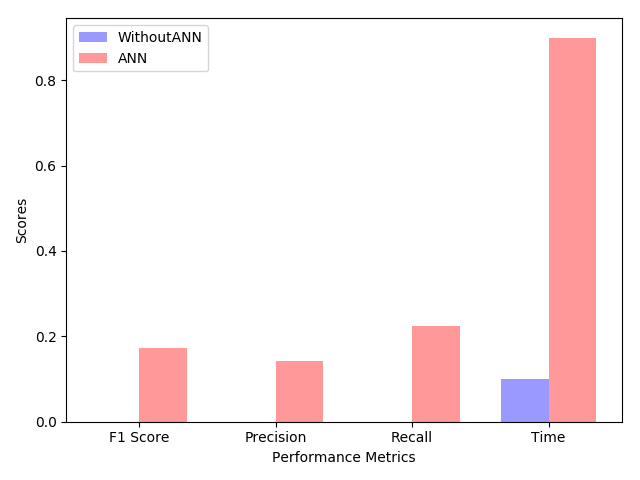 WithoutANN
ANN
0.8
0.6
0.4
0.2
0.0
Scores
F1 Score Precision Recall Time
Performance Metrics